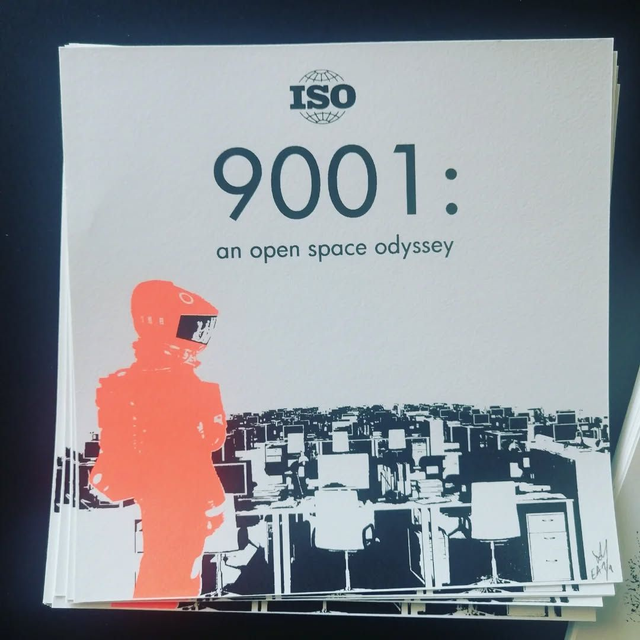 ISO
9001:
an open space odyssey